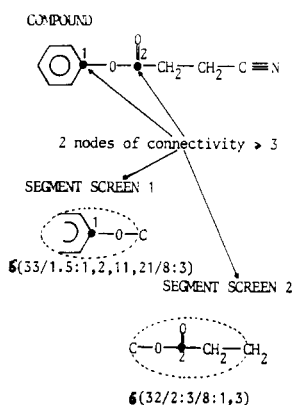 COMPOUND
O
1 O 2 CH2—CH2—C≡N
2 nodes of connectivity > 3
SEGMENT SCREEN 1
1 —O—C
6(33/1.5:1,2,11,21/8:3)
SEGMENT SCREEN 2
O
C—O— 2 CH2—CH2
6(32/2:3/8:1,3)